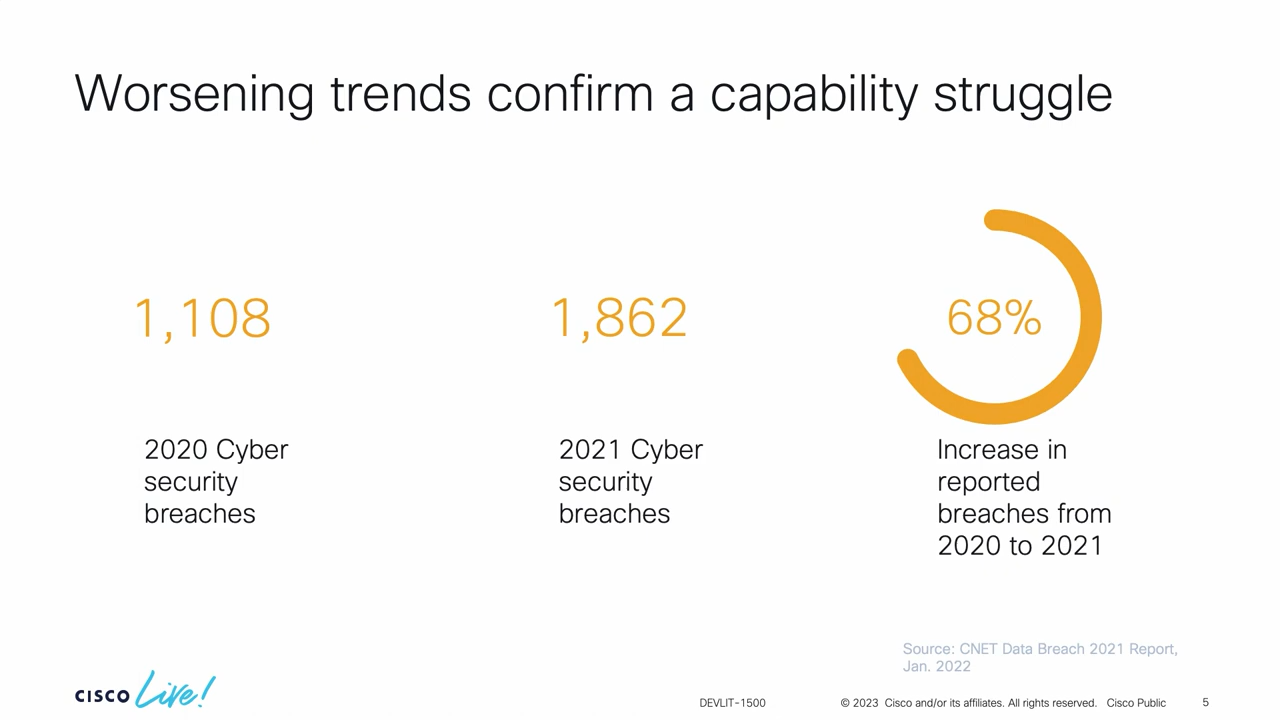 Worsening trends confirm a capability struggle
1,108
1,862
68%
2020 Cyber
security
breaches
2021 Cyber
security
breaches
Increase in
reported
breaches from
2020 to 2021
Source: CNET Data Breach 2021 Report,
Jan. 2022
CISCO Live!
DEVLIT-1500
© 2023 Cisco and/or its affiliates. All rights reserved. Cisco Public
5